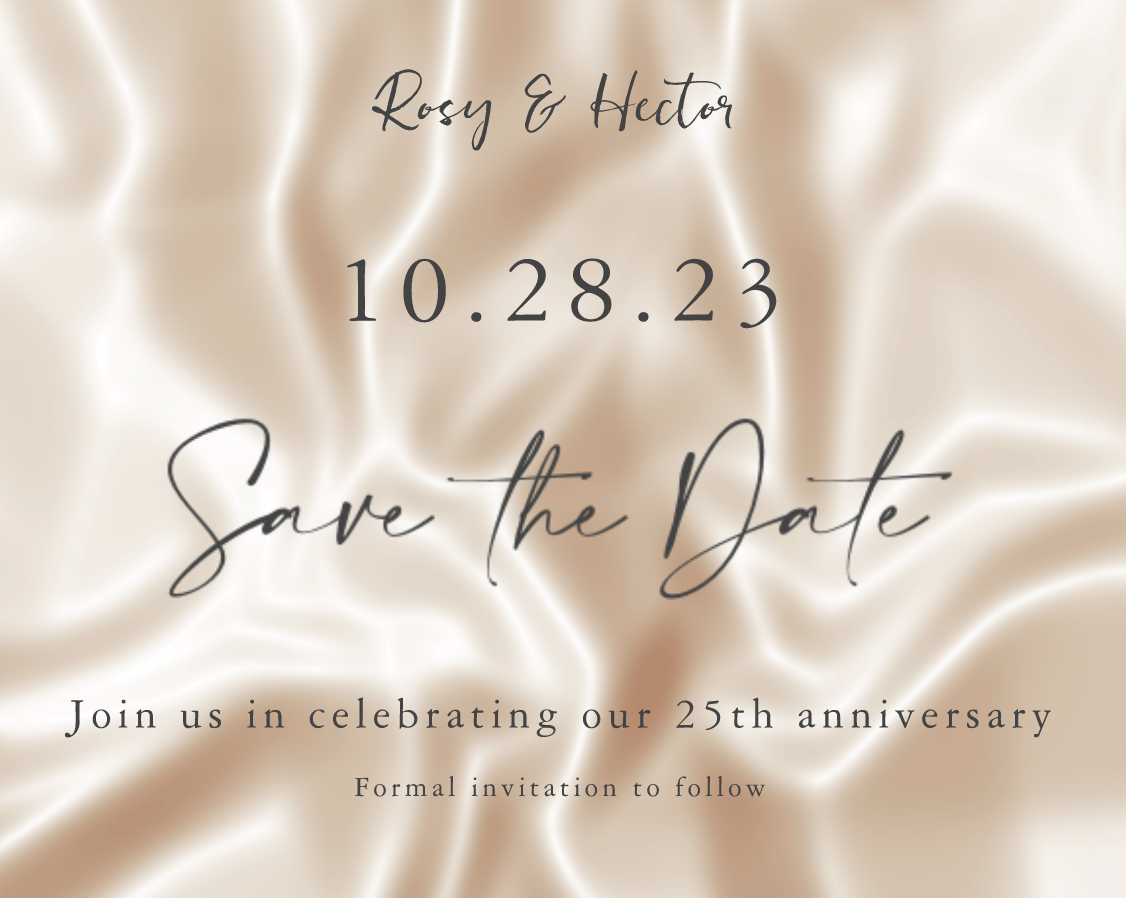 Rosy & Hector
10.28.23
Save the Date
Join us in celebrating our 25th anniversary
Formal invitation to follow